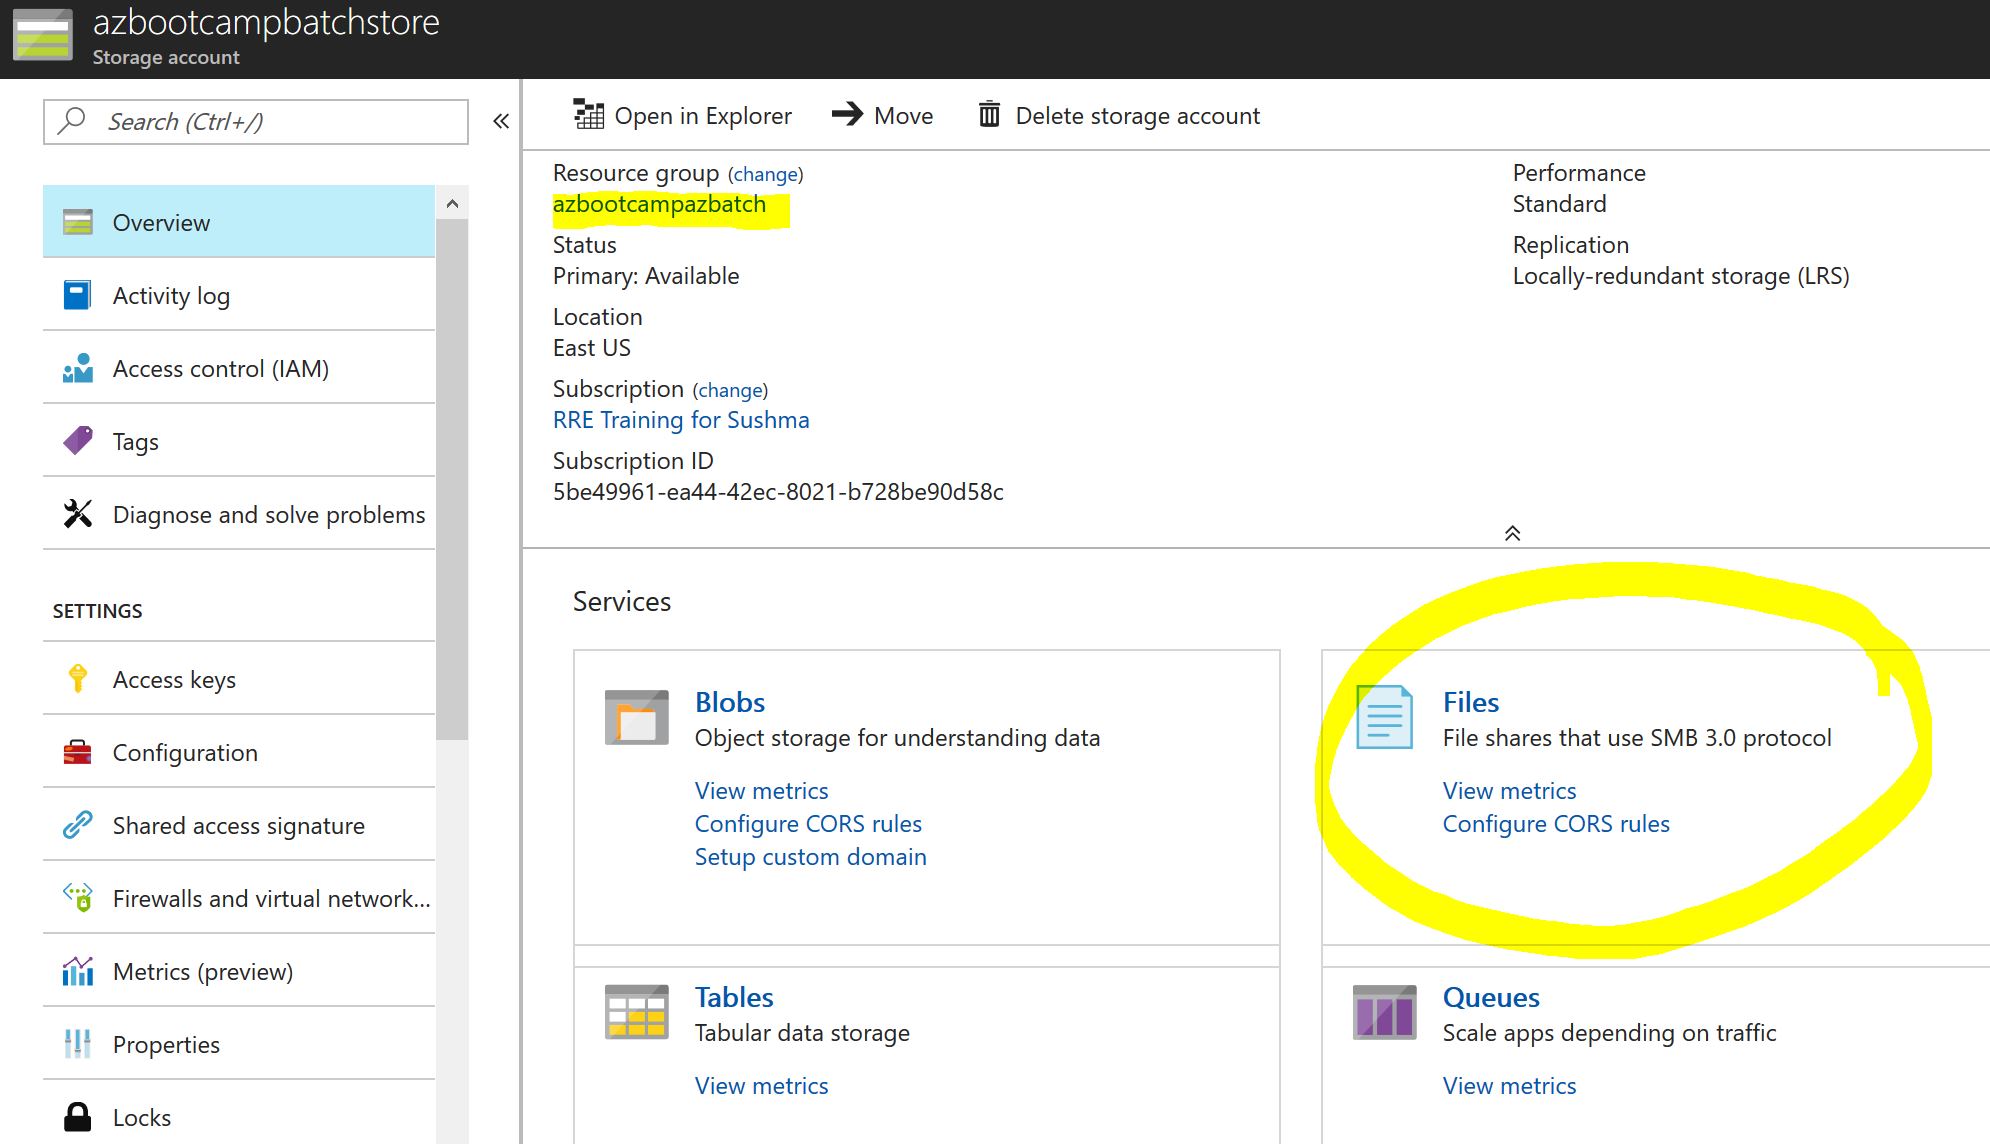 azbootcampbatchstore
Storage account
Search (Ctrl+/)
Overview
Activity log
Access control (IAM)
Tags
Diagnose and solve problems
SETTINGS
Access keys
Configuration
Shared access signature
Firewalls and virtual network...
Metrics (preview)
Properties
Locks
Open in Explorer
Move
Delete storage account
Resource group (change)
azbootcampazbatch
Status
Primary: Available
Location
East US
Subscription (change)
RRE Training for Sushma
Subscription ID
5be49961-ea44-42ec-8021-b728be90d58c
Performance
Standard
Replication
Locally-redundant storage (LRS)
Services
Blobs
Object storage for understanding data
View metrics
Configure CORS rules
Setup custom domain
Files
File shares that use SMB 3.0 protocol
View metrics
Configure CORS rules
Tables
Tabular data storage
View metrics
Queues
Scale apps depending on traffic
View metrics